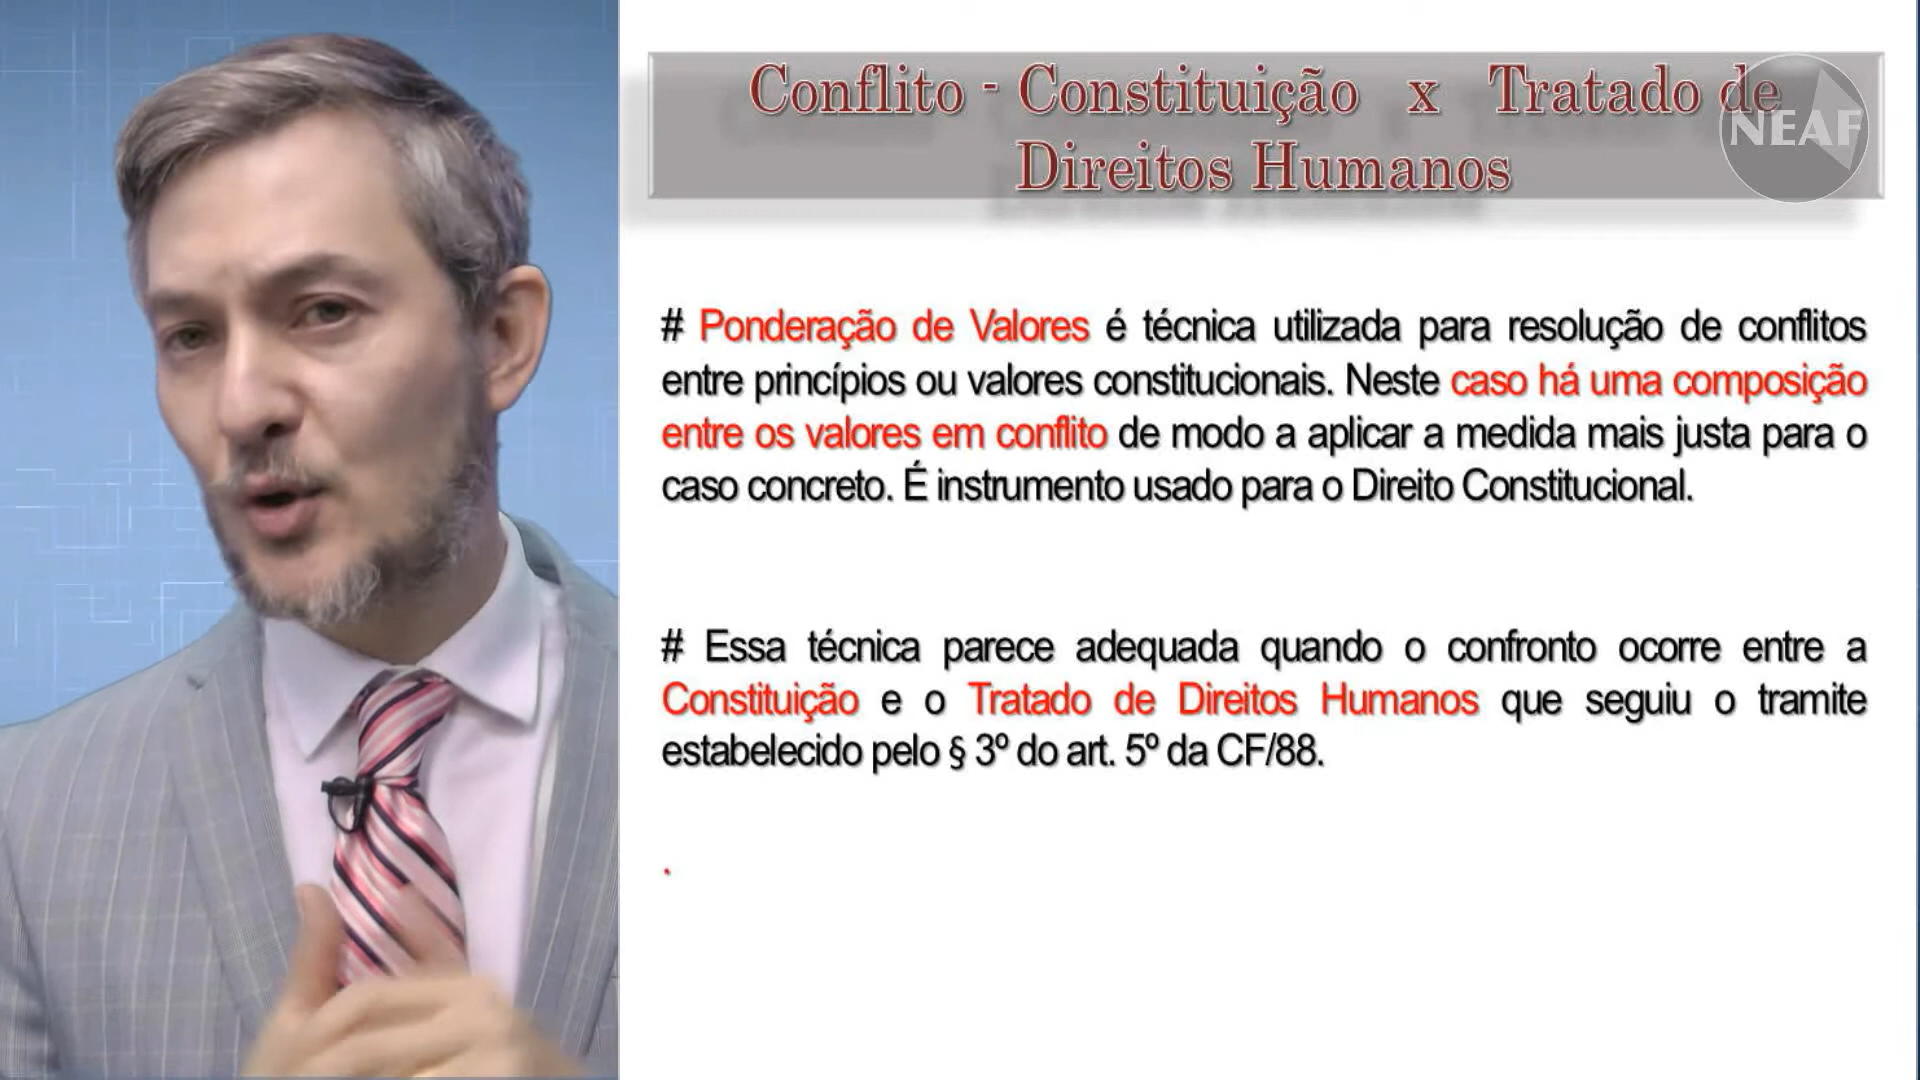 Conflito - Constituição x Tratado de
Direitos Humanos
NEAF
# Ponderação de Valores é técnica utilizada para resolução de conflitos
entre princípios ou valores constitucionais. Neste caso há uma composição
entre os valores em conflito de modo a aplicar a medida mais justa para o
caso concreto. É instrumento usado para o Direito Constitucional.
# Essa técnica parece adequada quando o confronto ocorre entre a
Constituição e o Tratado de Direitos Humanos que seguiu o tramite
estabelecido pelo § 3º do art. 5º da CF/88.
.